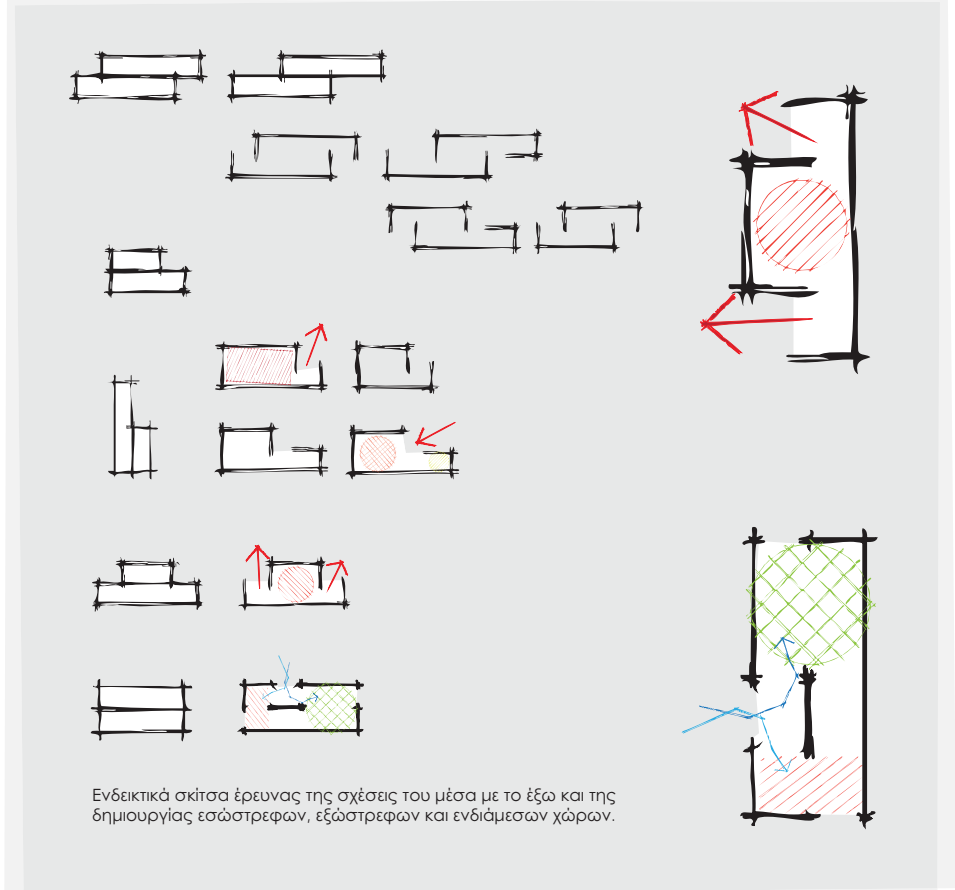 Ενδεικτικά σκίτσα έρευνας της σχέσεις του μέσα με το έξω και της
δημιουργίας εσώστρεφων, εξώστρεφων και ενδιάμεσων χώρων.